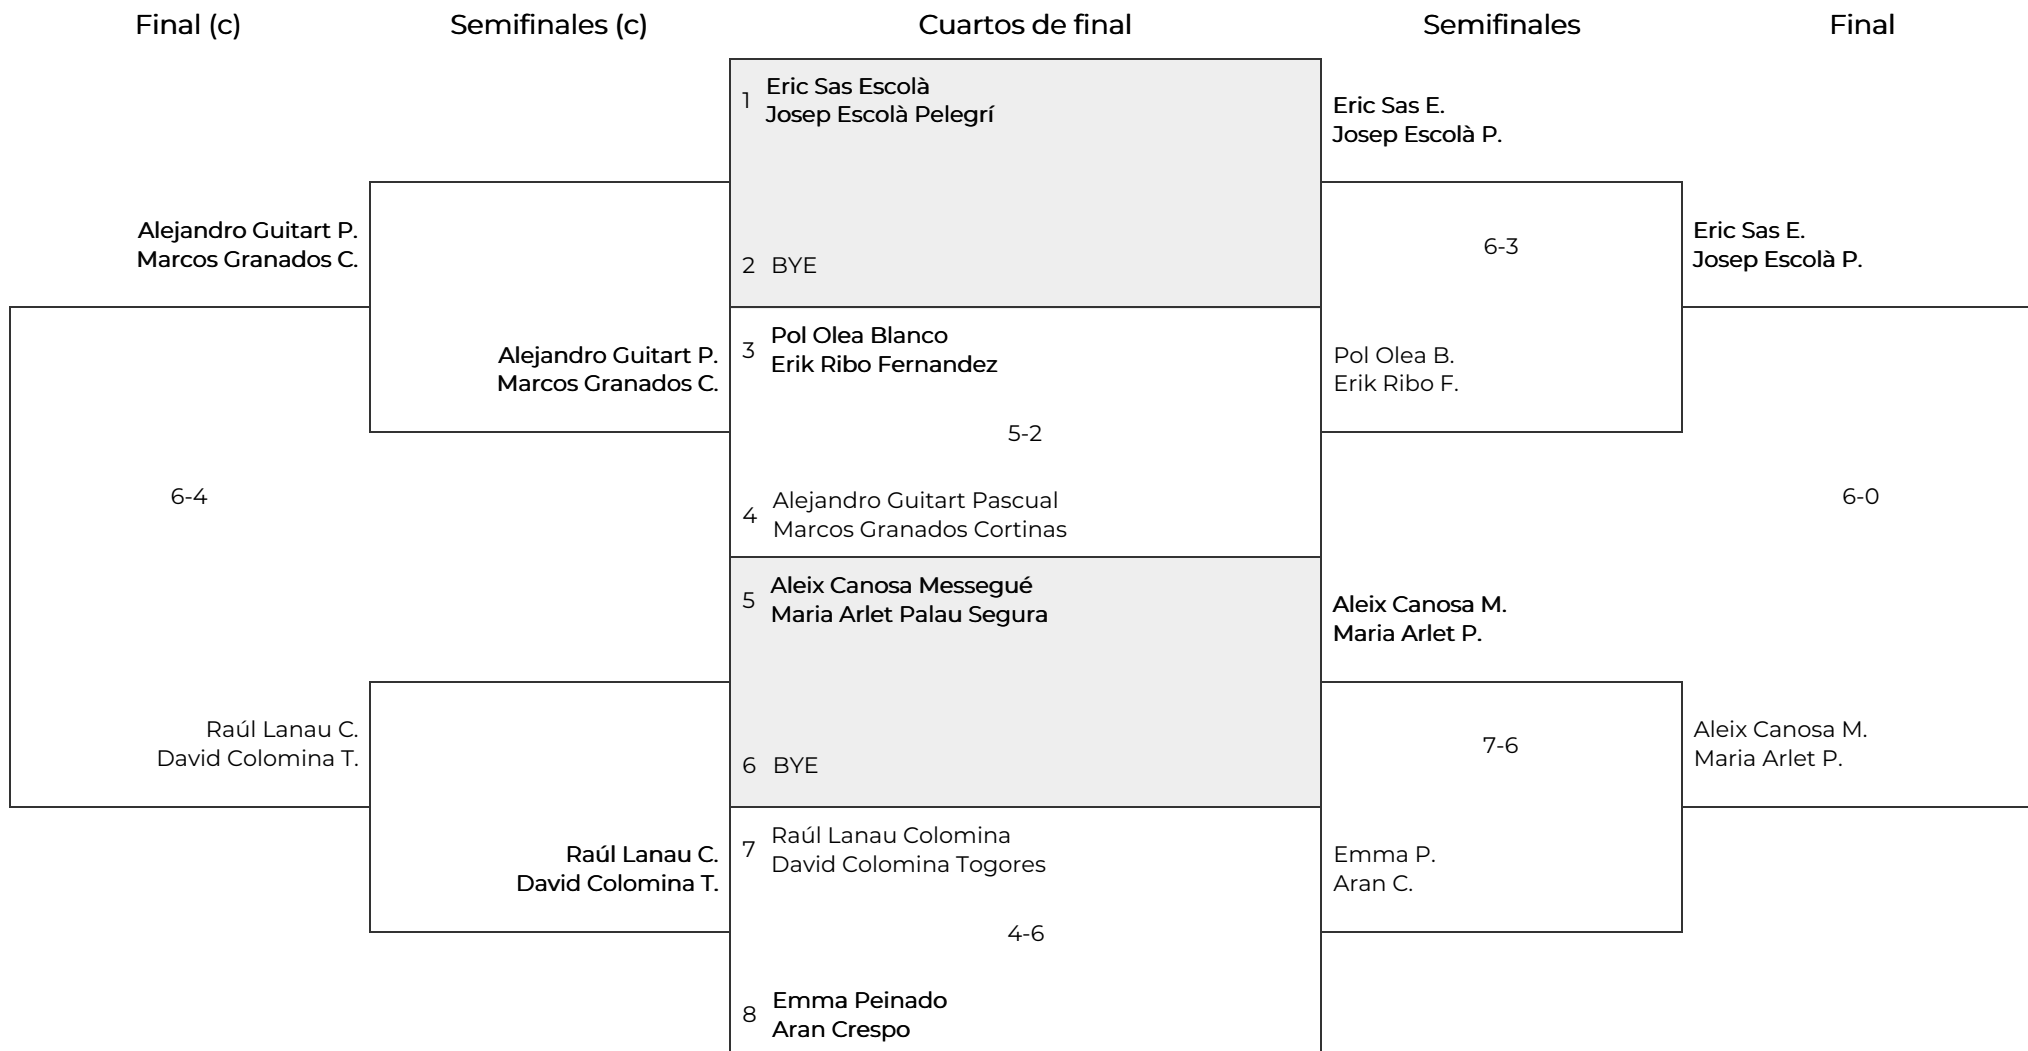 Final (c)
Semifinales (c)
Cuartos de final
Semifinales
Final
Alejandro Guitart P.
Marcos Granados C.
6-4
Raúl Lanau C.
David Colomina T.
Alejandro Guitart P.
Marcos Granados C.
Raúl Lanau C.
David Colomina T.
1 Eric Sas Escolà
Josep Escolà Pelegrí
2 BYE
3 Pol Olea Blanco
Erik Ribo Fernandez
5-2
4 Alejandro Guitart Pascual
Marcos Granados Cortinas
5 Aleix Canosa Messegué
Maria Arlet Palau Segura
6 BYE
7 Raúl Lanau Colomina
David Colomina Togores
4-6
8 Emma Peinado
Aran Crespo
Eric Sas E.
Josep Escolà P.
6-3
Pol Olea B.
Erik Ribo F.
Aleix Canosa M.
Maria Arlet P.
7-6
Emma P.
Aran C.
Eric Sas E.
Josep Escolà P.
6-0
Aleix Canosa M.
Maria Arlet P.